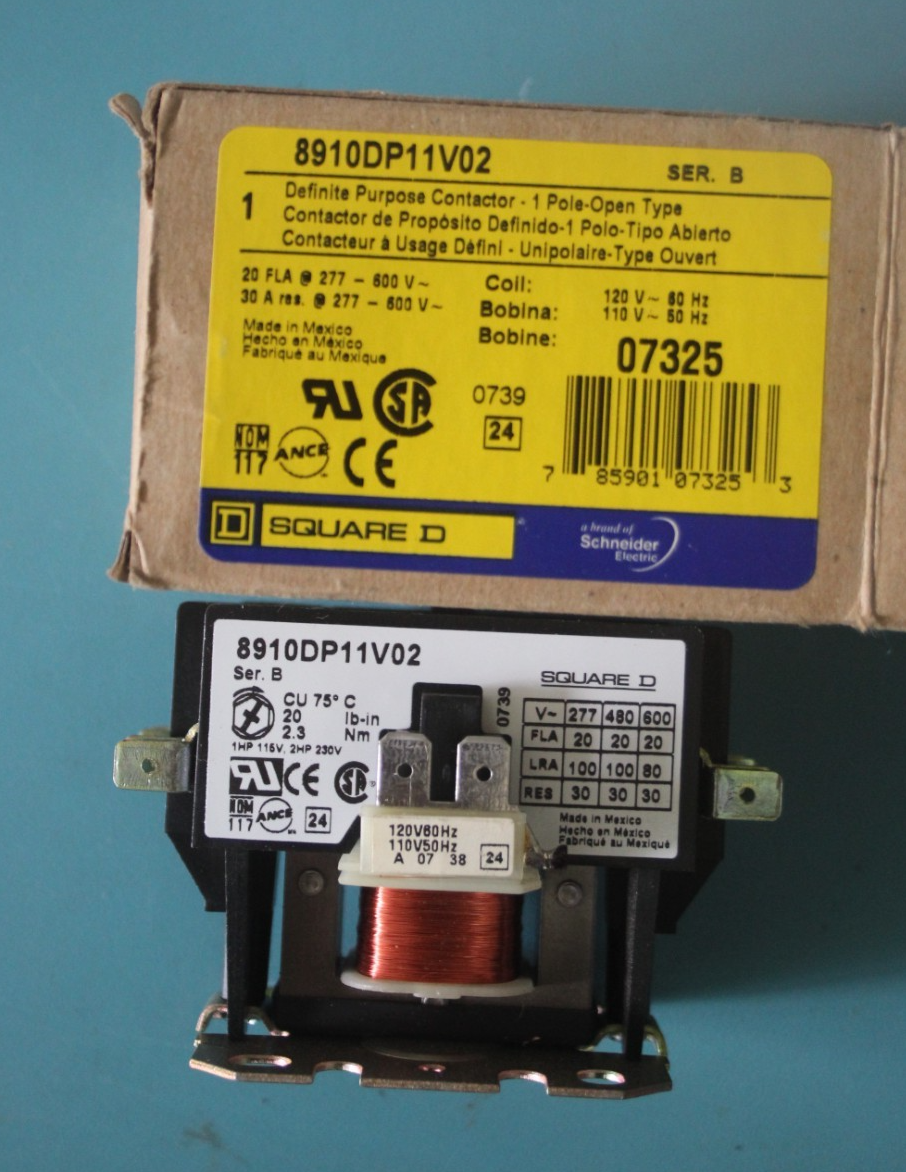 8910DP11V02
SER. B
1
Definite Purpose Contactor - 1 Pole-Open Type
Contactor de Propósito Definido-1 Polo-Tipo Abierto
Contacteur à Usage Défini - Unipolaire-Type Ouvert
20 FLA @ 277 - 600 V~
30 A res. @ 277 - 600 V~
Coil:
Bobina:
Bobine:
120 V~ 60 Hz
110 V~ 50 Hz
Made in Mexico
Hecho en México
Fabriqué au Mexique
07325
0739
24
NOM
117
ANCE
CE
SA
7 85901 07325 3
D SQUARE D
a brand of
Schneider
Electric
8910DP11V02
Ser. B
CU 75° C
20 lb-in
2.3 Nm
1HP 115V, 2HP 230V
CE
SA
NOM
117
ANCE
24
0739
SQUARE D
V~ 277 480 600
FLA 20 20 20
LRA 100 100 80
RES 30 30 30
Made in Mexico
Hecho en México
Fabriqué au Mexique
120V60Hz
110V50Hz
A 07 38 24